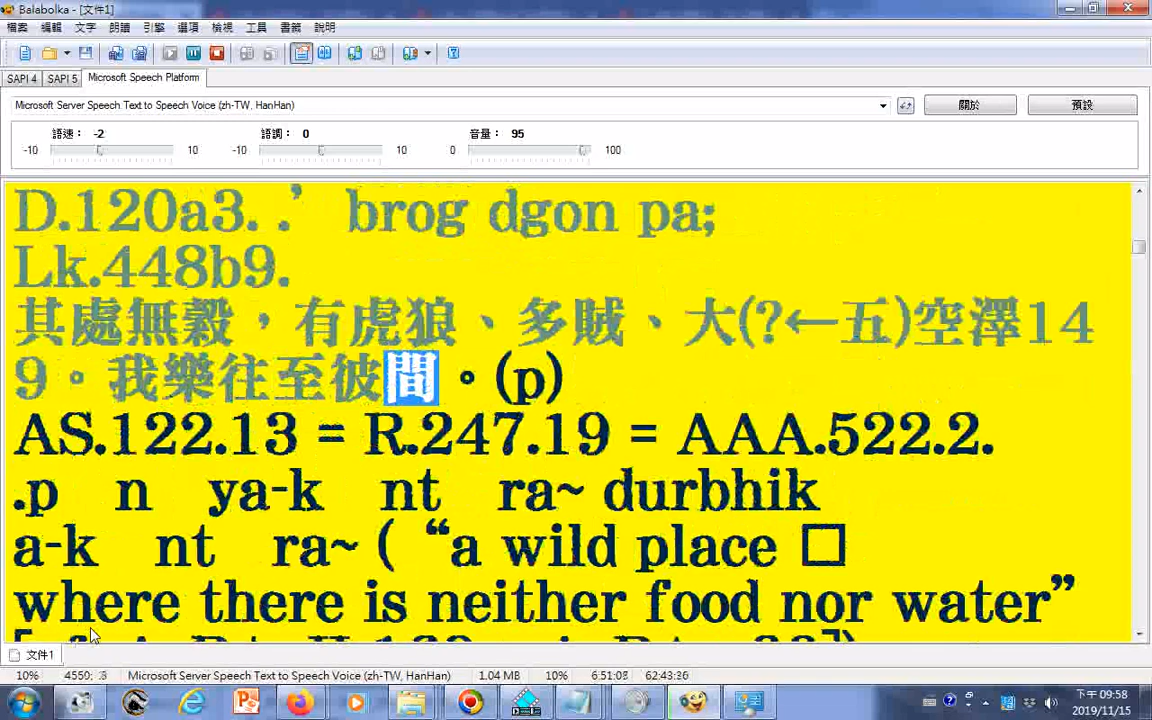 Balabolka - [文件1]
檔案 編輯 文字 朗讀 引擎 選項 檢視 工具 書籤 說明
SAPI 4 SAPI 5 Microsoft Speech Platform
Microsoft Server Speech Text to Speech Voice (zh-TW, HanHan) 關於 預設
語速： -2 語調： 0 音量： 95
-10 10 -10 10 0 100
D.120a3. .’ brog dgon pa;
Lk.448b9.
其處無穀，有虎狼、多賊、大(?←五)空澤14
9。我樂往至彼間。(p)
AS.122.13 = R.247.19 = AAA.522.2.
.p n ya-k nt ra~ durbhik
a-k nt ra~ ( “a wild place □
where there is neither food nor water”
文件1
10% Microsoft Server Speech Text to Speech Voice (zh-TW, HanHan) 1.04 MB 10% 62:43:36
下午 09:58
2019/11/15